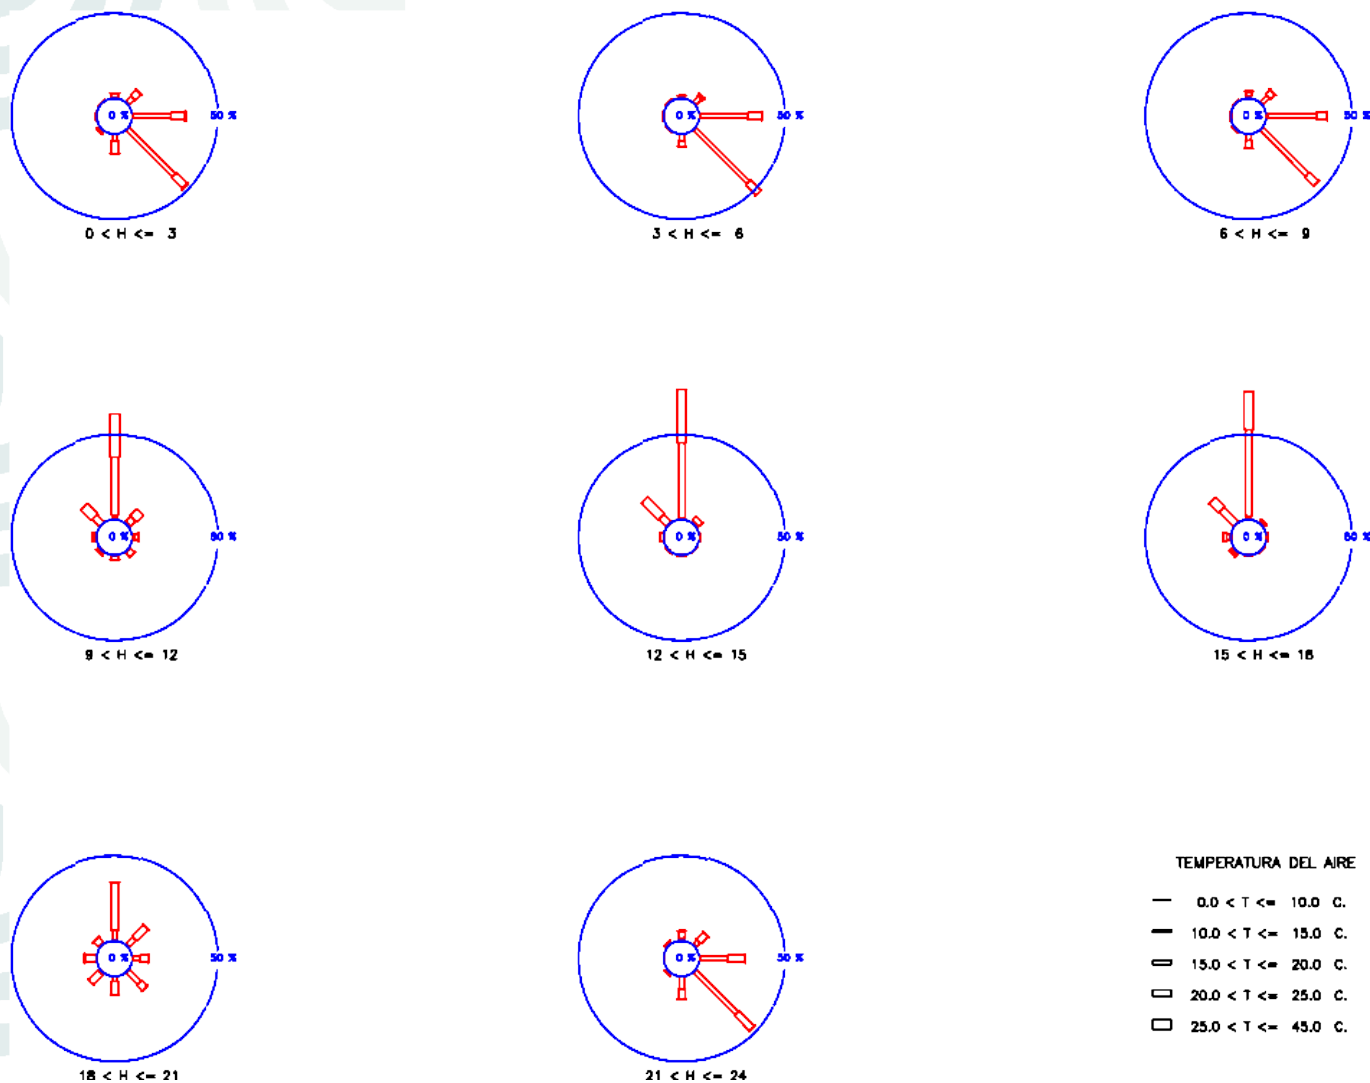 0 % 50 %
0 < H <= 3
0 % 50 %
3 < H <= 6
0 % 50 %
6 < H <= 9
0 % 50 %
9 < H <= 12
0 % 50 %
12 < H <= 15
0 % 50 %
15 < H <= 18
0 % 50 %
18 < H <= 21
0 % 50 %
21 < H <= 24
TEMPERATURA DEL AIRE
0.0 < T <= 10.0 C.
10.0 < T <= 15.0 C.
15.0 < T <= 20.0 C.
20.0 < T <= 25.0 C.
25.0 < T <= 45.0 C.